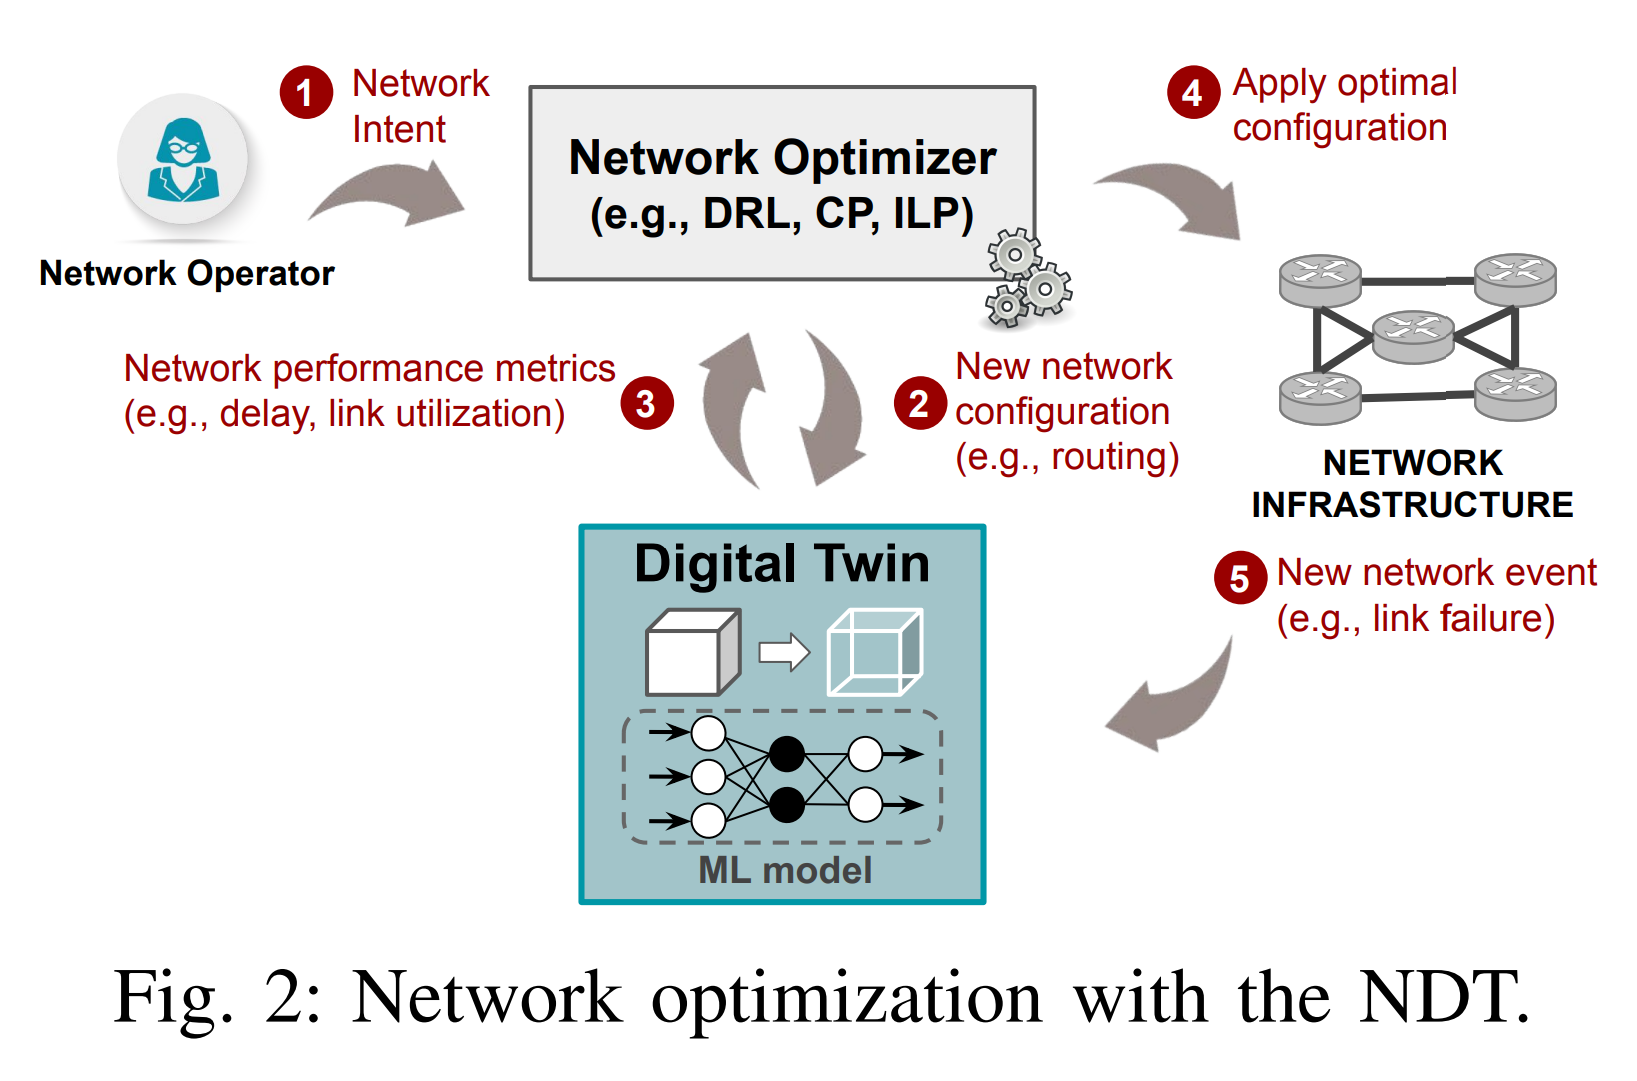 1 Network
Intent
Network Operator
Network Optimizer
(e.g., DRL, CP, ILP)
4 Apply optimal
configuration
Network performance metrics
(e.g., delay, link utilization)
3
2 New network
configuration
(e.g., routing)
NETWORK
INFRASTRUCTURE
5 New network event
(e.g., link failure)
Digital Twin
ML model
Fig. 2: Network optimization with the NDT.